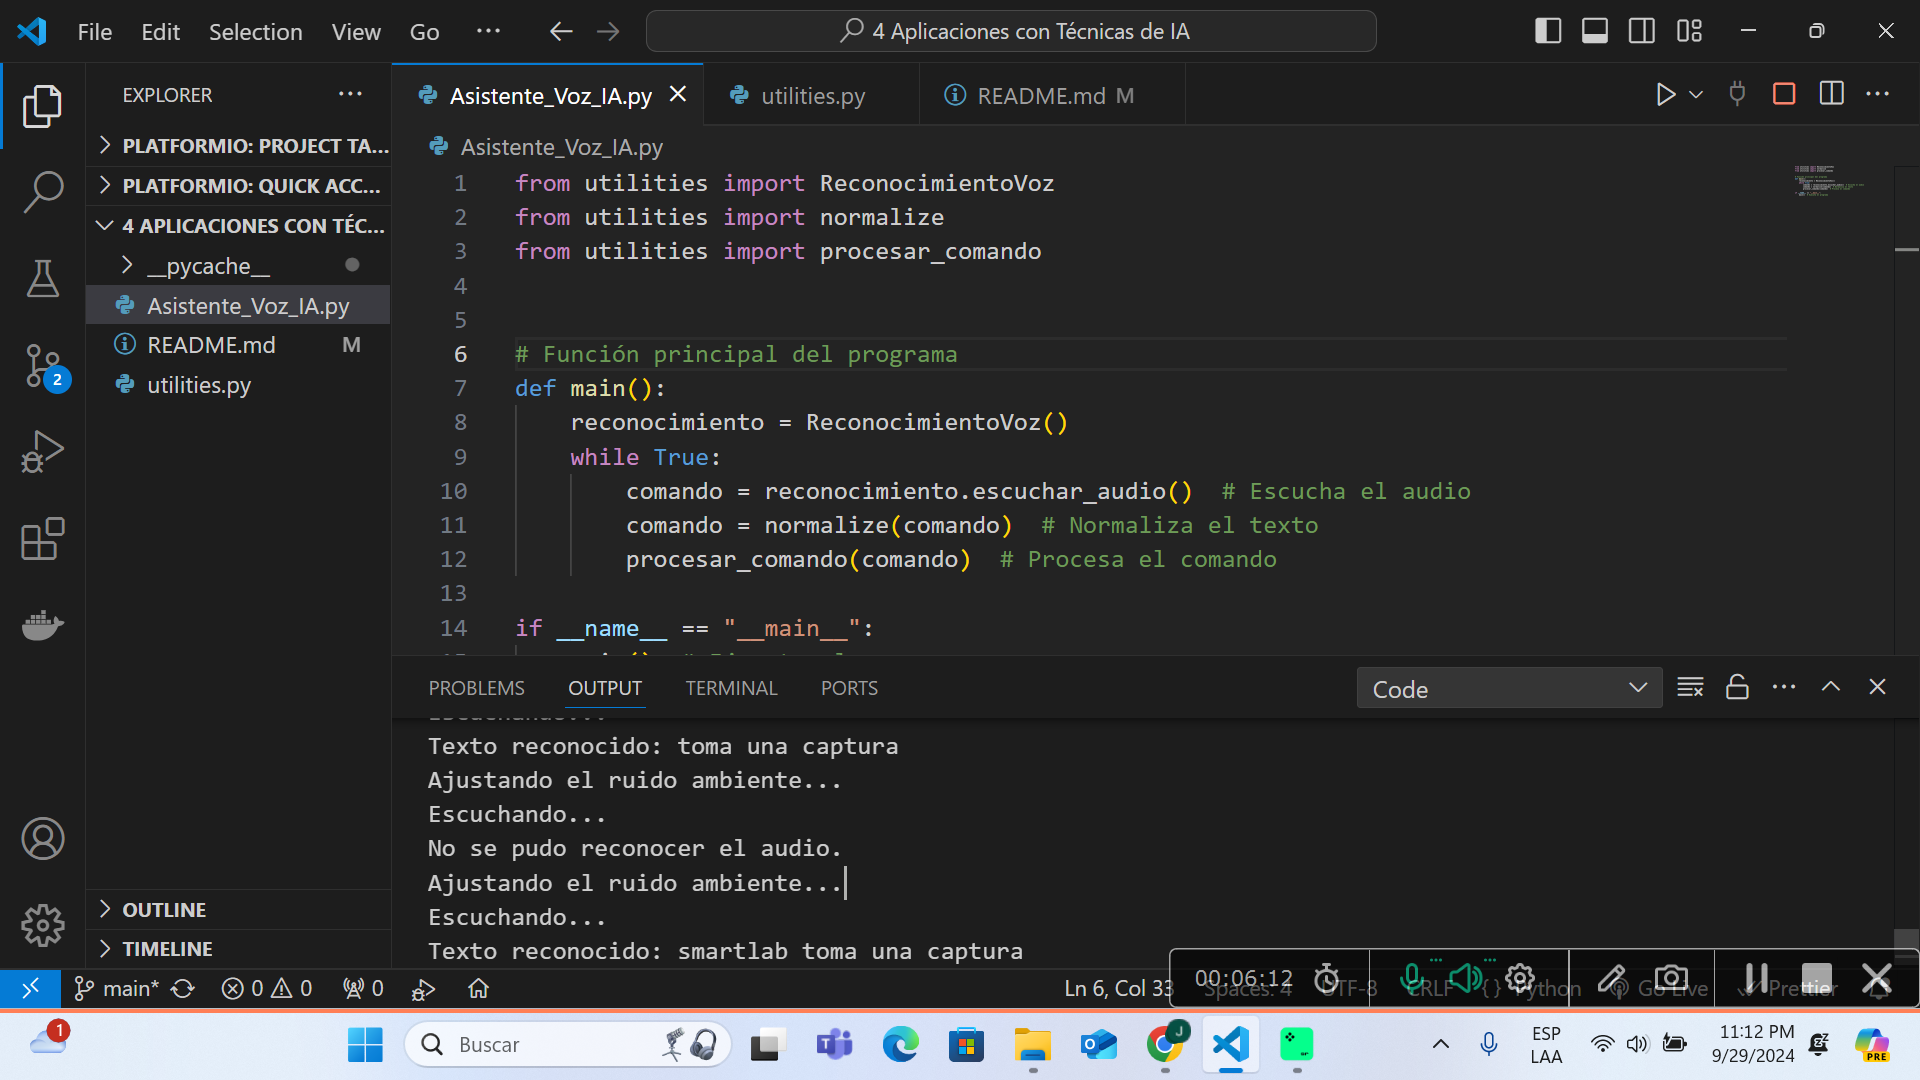 File Edit Selection View Go ···
4 Aplicaciones con Técnicas de IA
EXPLORER
PLATFORMIO: PROJECT TA...
PLATFORMIO: QUICK ACC...
4 APLICACIONES CON TÉC...
__pycache__
Asistente_Voz_IA.py
README.md M
utilities.py
2
OUTLINE
TIMELINE
Asistente_Voz_IA.py utilities.py README.md M
Asistente_Voz_IA.py
1 from utilities import ReconocimientoVoz
2 from utilities import normalize
3 from utilities import procesar_comando
4
5
6 # Función principal del programa
7 def main():
8 reconocimiento = ReconocimientoVoz()
9 while True:
10 comando = reconocimiento.escuchar_audio() # Escucha el audio
11 comando = normalize(comando) # Normaliza el texto
12 procesar_comando(comando) # Procesa el comando
13
14 if __name__ == "__main__":
PROBLEMS OUTPUT TERMINAL PORTS
Code
Escuchando...
Texto reconocido: toma una captura
Ajustando el ruido ambiente...
Escuchando...
No se pudo reconocer el audio.
Ajustando el ruido ambiente...
Escuchando...
Texto reconocido: smartlab toma una captura
00:06:12
main* 0 0 0
Ln 6, Col 33 Spaces: 4 UTF-8 CRLF {} Python Go Live Prettier
1
Buscar
J
PRE
ESP
LAA
11:12 PM
9/29/2024